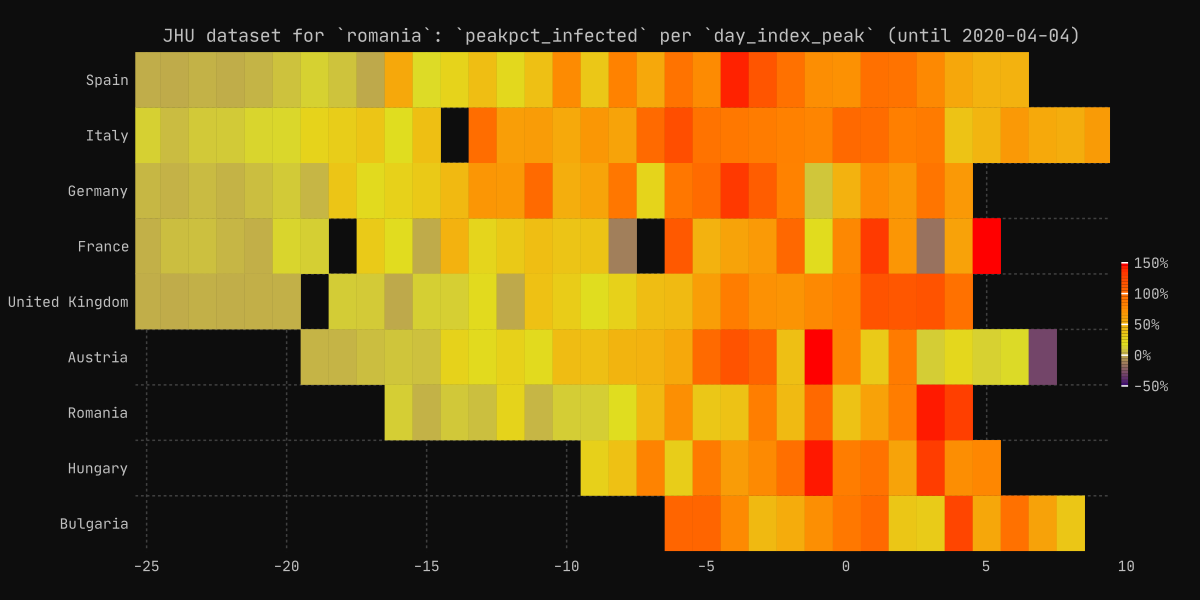 JHU dataset for `romania`: `peakpct_infected` per `day_index_peak` (until 2020-04-04)
Spain
Italy
Germany
France
United Kingdom
Austria
Romania
Hungary
Bulgaria
150%
100%
50%
0%
-50%
-25 -20 -15 -10 -5 0 5 10